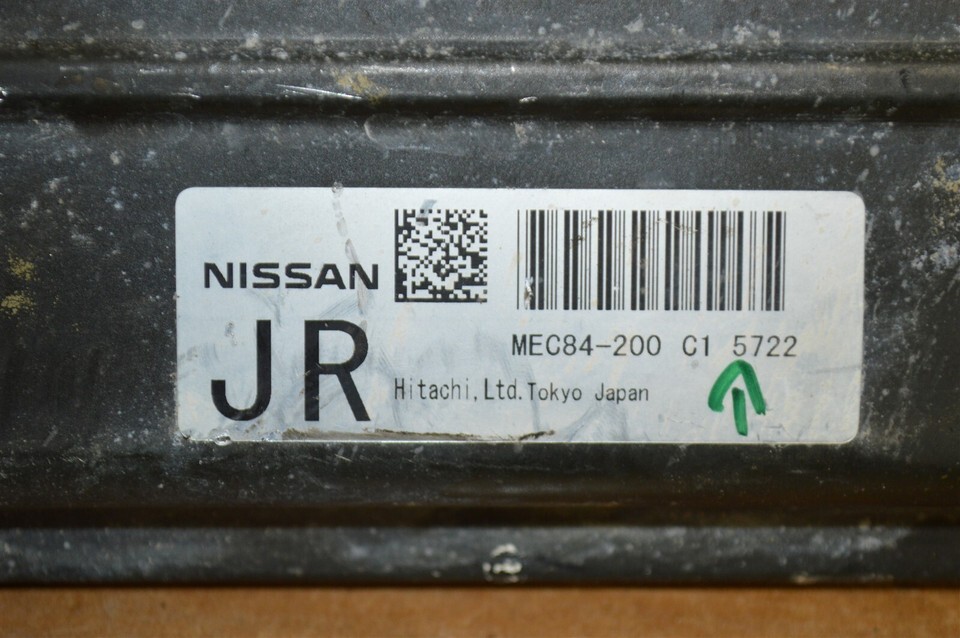 NISSAN
JR
MEC84-200 C1 5722
Hitachi,Ltd.Tokyo Japan